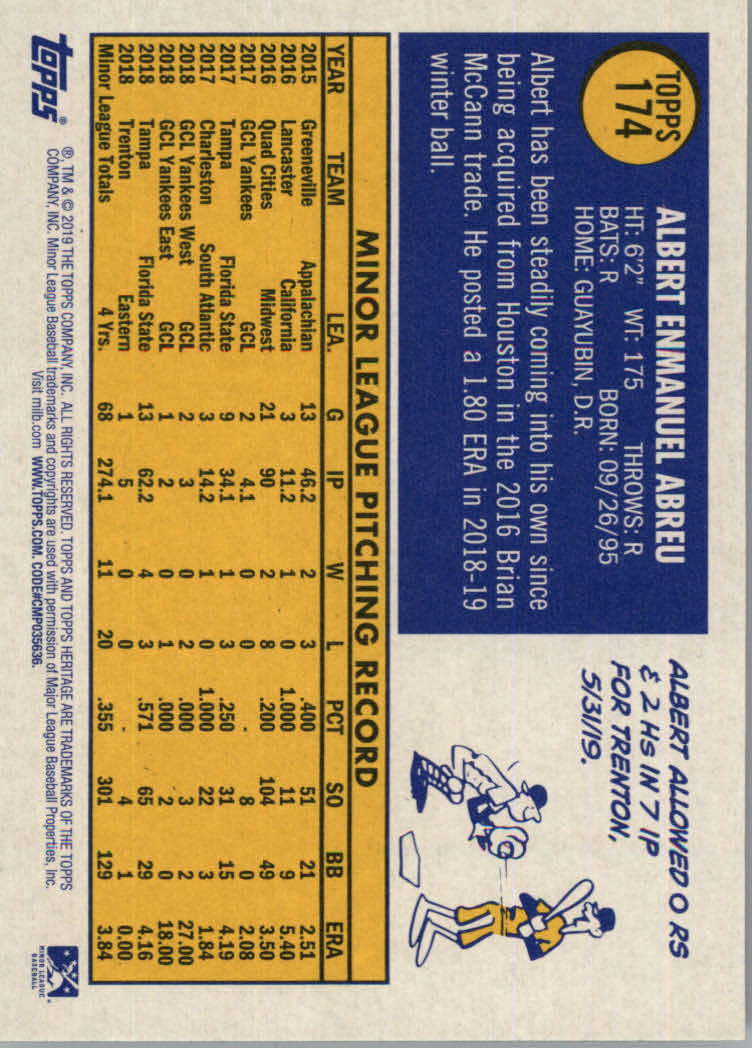 TOPPS
174
ALBERT ENMANUEL ABREU
HT: 6'2" WT: 175 THROWS: R
BATS: R BORN: 09/26/95
HOME: GUAYUBIN, D.R.
Albert has been steadily coming into his own since
being acquired from Houston in the 2016 Brian
McCann trade. He posted a 1.80 ERA in 2018-19
winter ball.
ALBERT ALLOWED 0 RS
& 2 HS IN 7 IP
FOR TRENTON,
5/31/19.
MINOR LEAGUE PITCHING RECORD
YEAR TEAM LEA. G IP W L PCT SO BB ERA
2015 Greeneville Appalachian 13 46.2 2 3 .400 51 21 2.51
2016 Lancaster California 3 11.2 1 0 1.000 11 9 5.40
2016 Quad Cities Midwest 21 90 2 8 .200 104 49 3.50
2017 GCL Yankees GCL 2 4.1 0 0 - 8 0 2.08
2017 Tampa Florida State 9 34.1 1 3 .250 31 15 4.19
2017 Charleston South Atlantic 3 14.2 1 0 1.000 22 3 1.84
2018 GCL Yankees West GCL 2 3 0 2 .000 3 2 27.00
2018 GCL Yankees East GCL 1 2 0 1 .000 2 0 18.00
2018 Tampa Florida State 13 62.2 4 3 .571 65 29 4.16
2018 Trenton Eastern 1 5 0 0 - 4 1 0.00
Minor League Totals 4 Yrs. 68 274.1 11 20 .355 301 129 3.84
topps®
®, TM & © 2019 THE TOPPS COMPANY, INC. ALL RIGHTS RESERVED. TOPPS AND TOPPS HERITAGE ARE TRADEMARKS OF THE TOPPS
COMPANY, INC. Minor League Baseball trademarks and copyrights are used with permission of Major League Baseball Properties, Inc.
Visit milb.com WWW.TOPPS.COM. CODE#CMP035636.
MINOR LEAGUE
BASEBALL